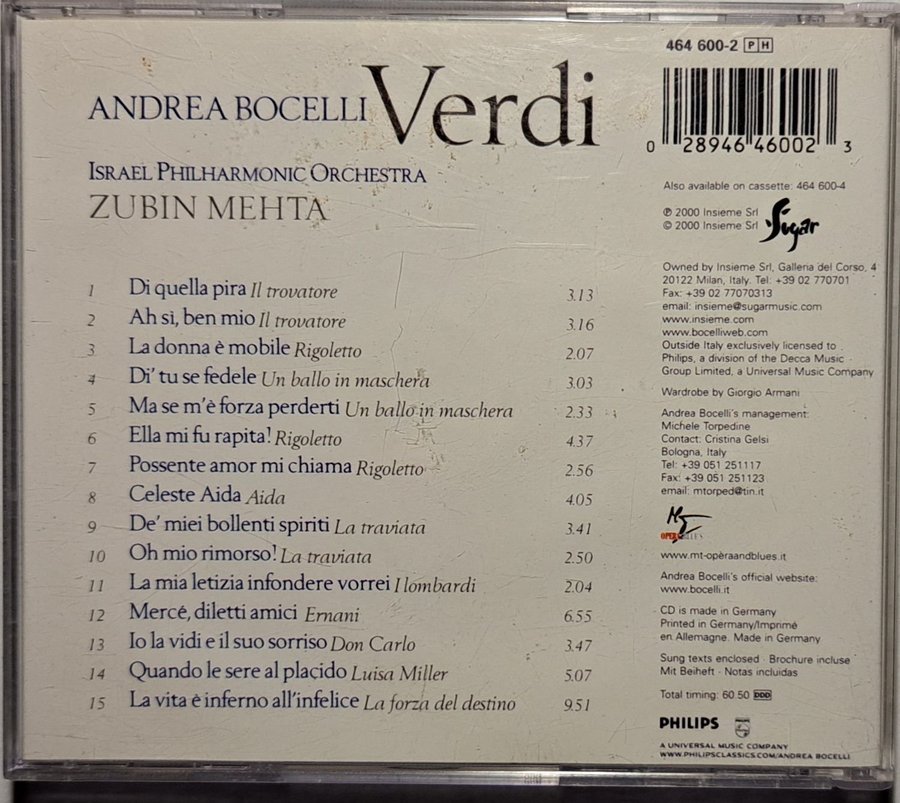 ANDREA BOCELLI Verdi
ISRAEL PHILHARMONIC ORCHESTRA
ZUBIN MEHTA
1 Di quella pira Il trovatore 3.13
2 Ah sì, ben mio Il trovatore 3.16
3 La donna è mobile Rigoletto 2.07
4 Di' tu se fedele Un ballo in maschera 3.03
5 Ma se m'è forza perderti Un ballo in maschera 2.33
6 Ella mi fu rapita! Rigoletto 4.37
7 Possente amor mi chiama Rigoletto 2.56
8 Celeste Aida Aida 4.05
9 De' miei bollenti spiriti La traviata 3.41
10 Oh mio rimorso! La traviata 2.50
11 La mia letizia infondere vorrei I lombardi 2.04
12 Mercé, diletti amici Ernani 6.55
13 Io la vidi e il suo sorriso Don Carlo 3.47
14 Quando le sere al placido Luisa Miller 5.07
15 La vita è inferno all'infelice La forza del destino 9.51
464 600-2 PH
0 28946 46002 3
Also available on cassette: 464 600-4
℗ 2000 Insieme Srl
© 2000 Insieme Srl
Sugar
Owned by Insieme Srl, Galleria del Corso, 4
20122 Milan, Italy. Tel: +39 02 770701
Fax: +39 02 77070313
email: insieme@sugarmusic.com
www.insieme.com
www.bocelliweb.com
Outside Italy exclusively licensed to
Philips, a division of the Decca Music
Group Limited, a Universal Music Company
Wardrobe by Giorgio Armani
Andrea Bocelli's management:
Michele Torpedine
Contact: Cristina Gelsi
Bologna, Italy
Tel: +39 051 251117
Fax: +39 051 251123
email: mtorped@tin.it
MT
OPERA BLUES
www.mt-opèraandblues.it
Andrea Bocelli's official website:
www.bocelli.it
CD is made in Germany
Printed in Germany/Imprimé
en Allemagne. Made in Germany
Sung texts enclosed · Brochure incluse
Mit Beiheft · Notas incluidas
Total timing: 60.50 DDD
PHILIPS
A UNIVERSAL MUSIC COMPANY
WWW.PHILIPSCLASSICS.COM/ANDREA BOCELLI